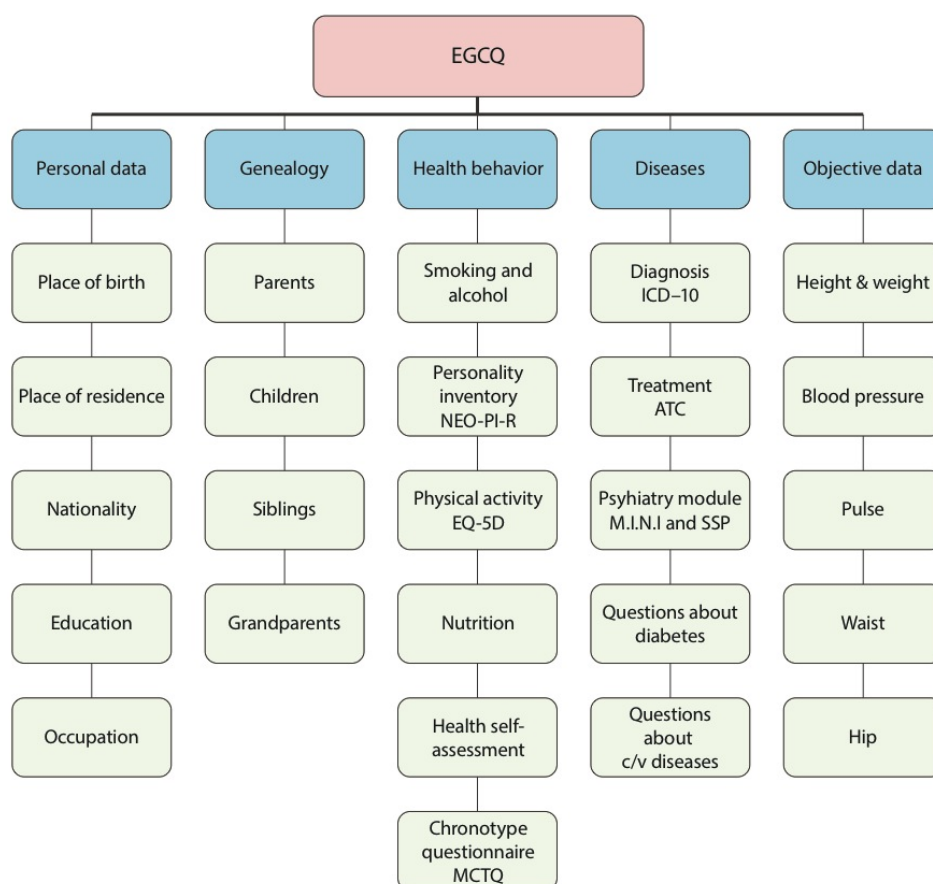 EGCQ
Personal data
Genealogy
Health behavior
Diseases
Objective data
Place of birth
Parents
Smoking and
alcohol
Diagnosis
ICD–10
Height & weight
Place of residence
Children
Personality
inventory
NEO-PI-R
Treatment
ATC
Blood pressure
Nationality
Siblings
Physical activity
EQ-5D
Psyhiatry module
M.I.N.I and SSP
Pulse
Education
Grandparents
Nutrition
Questions about
diabetes
Waist
Occupation
Health self-
assessment
Questions
about
c/v diseases
Hip
Chronotype
questionnaire
MCTQ